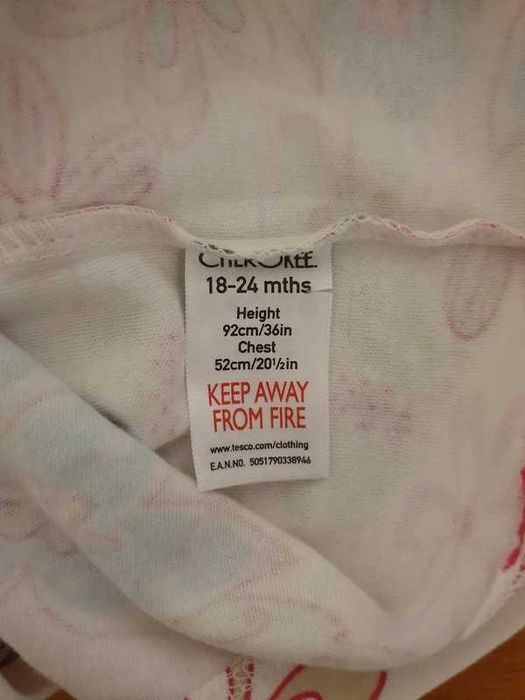 CHEROKEE.
18-24 mths
Height
92cm/36in
Chest
52cm/20½in
KEEP AWAY
FROM FIRE
www.tesco.com/clothing
E.A.N.NO. 5051790338946